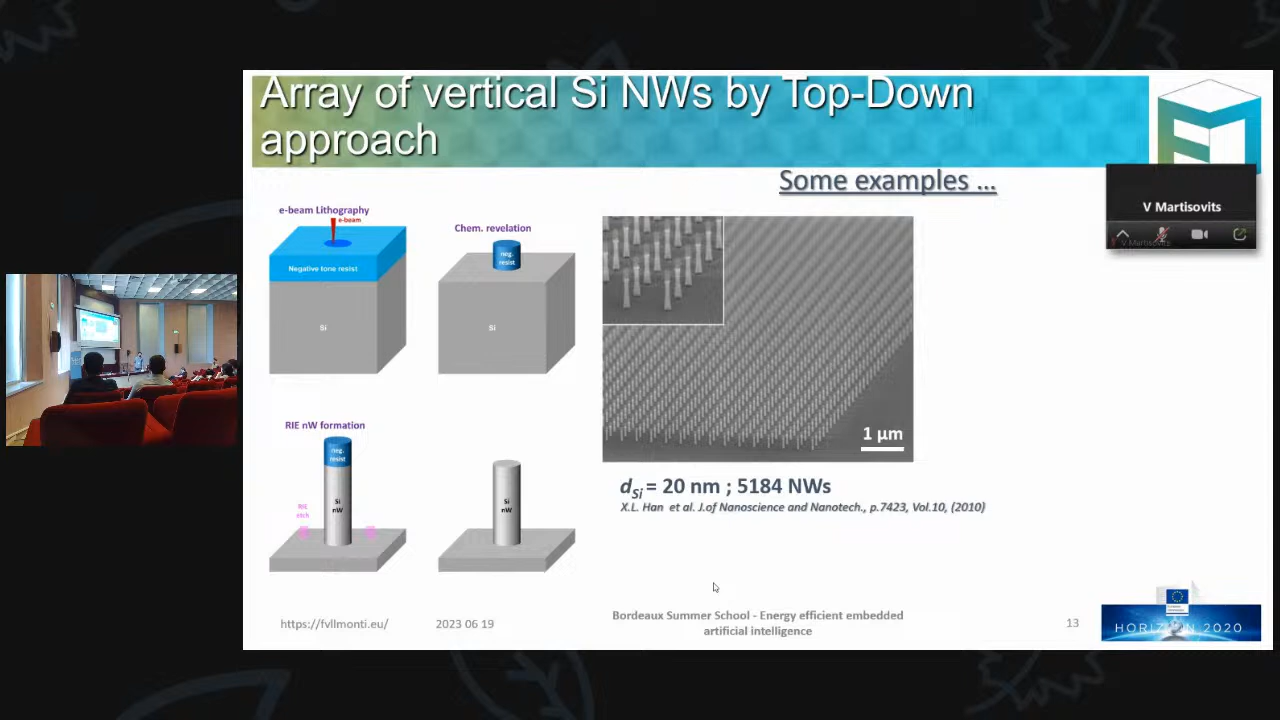 Array of vertical Si NWs by Top-Down
approach
Some examples ...
V Martisovits
V Martisovits
e-beam Lithography
e-beam
Negative tone resist
Si
Chem. revelation
neg.
resist
Si
RIE nW formation
neg.
resist
Si
nW
RIE
etch
Si
nW
1 µm
dSi = 20 nm ; 5184 NWs
X.L. Han et al. J.of Nanoscience and Nanotech., p.7423, Vol.10, (2010)
https://fvllmonti.eu/
2023 06 19
Bordeaux Summer School - Energy efficient embedded
artificial intelligence
13
HORIZON 2020